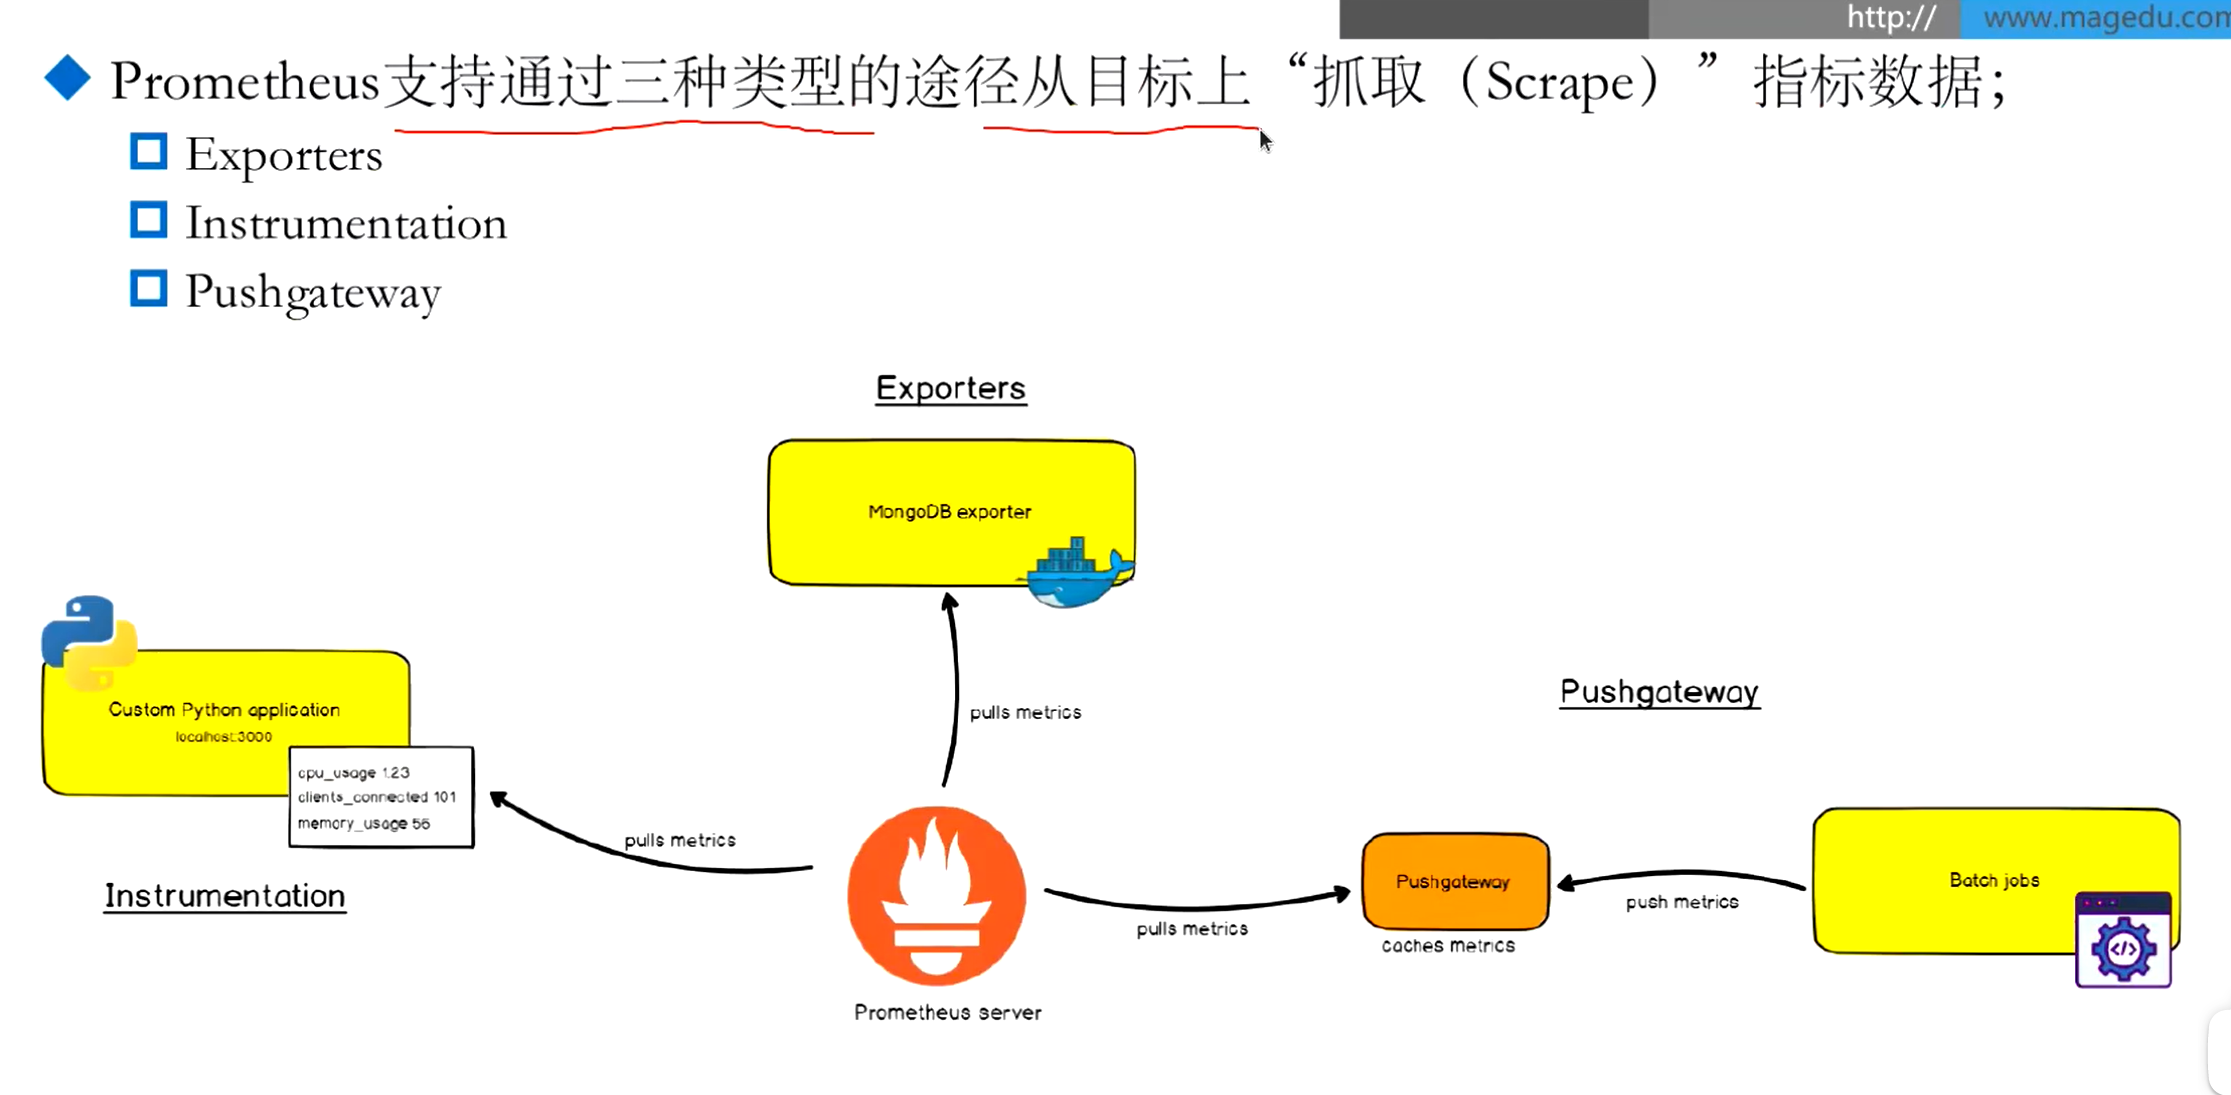 http://
www.magedu.com
Prometheus支持通过三种类型的途径从目标上“抓取（Scrape）”指标数据；
Exporters
Instrumentation
Pushgateway
Exporters
MongoDB exporter
pulls metrics
Custom Python application
localhost:3000
cpu_usage 1.23
clients_connected 101
memory_usage 56
pulls metrics
Instrumentation
Prometheus server
Pushgateway
Pushgateway
caches metrics
pulls metrics
push metrics
Batch jobs